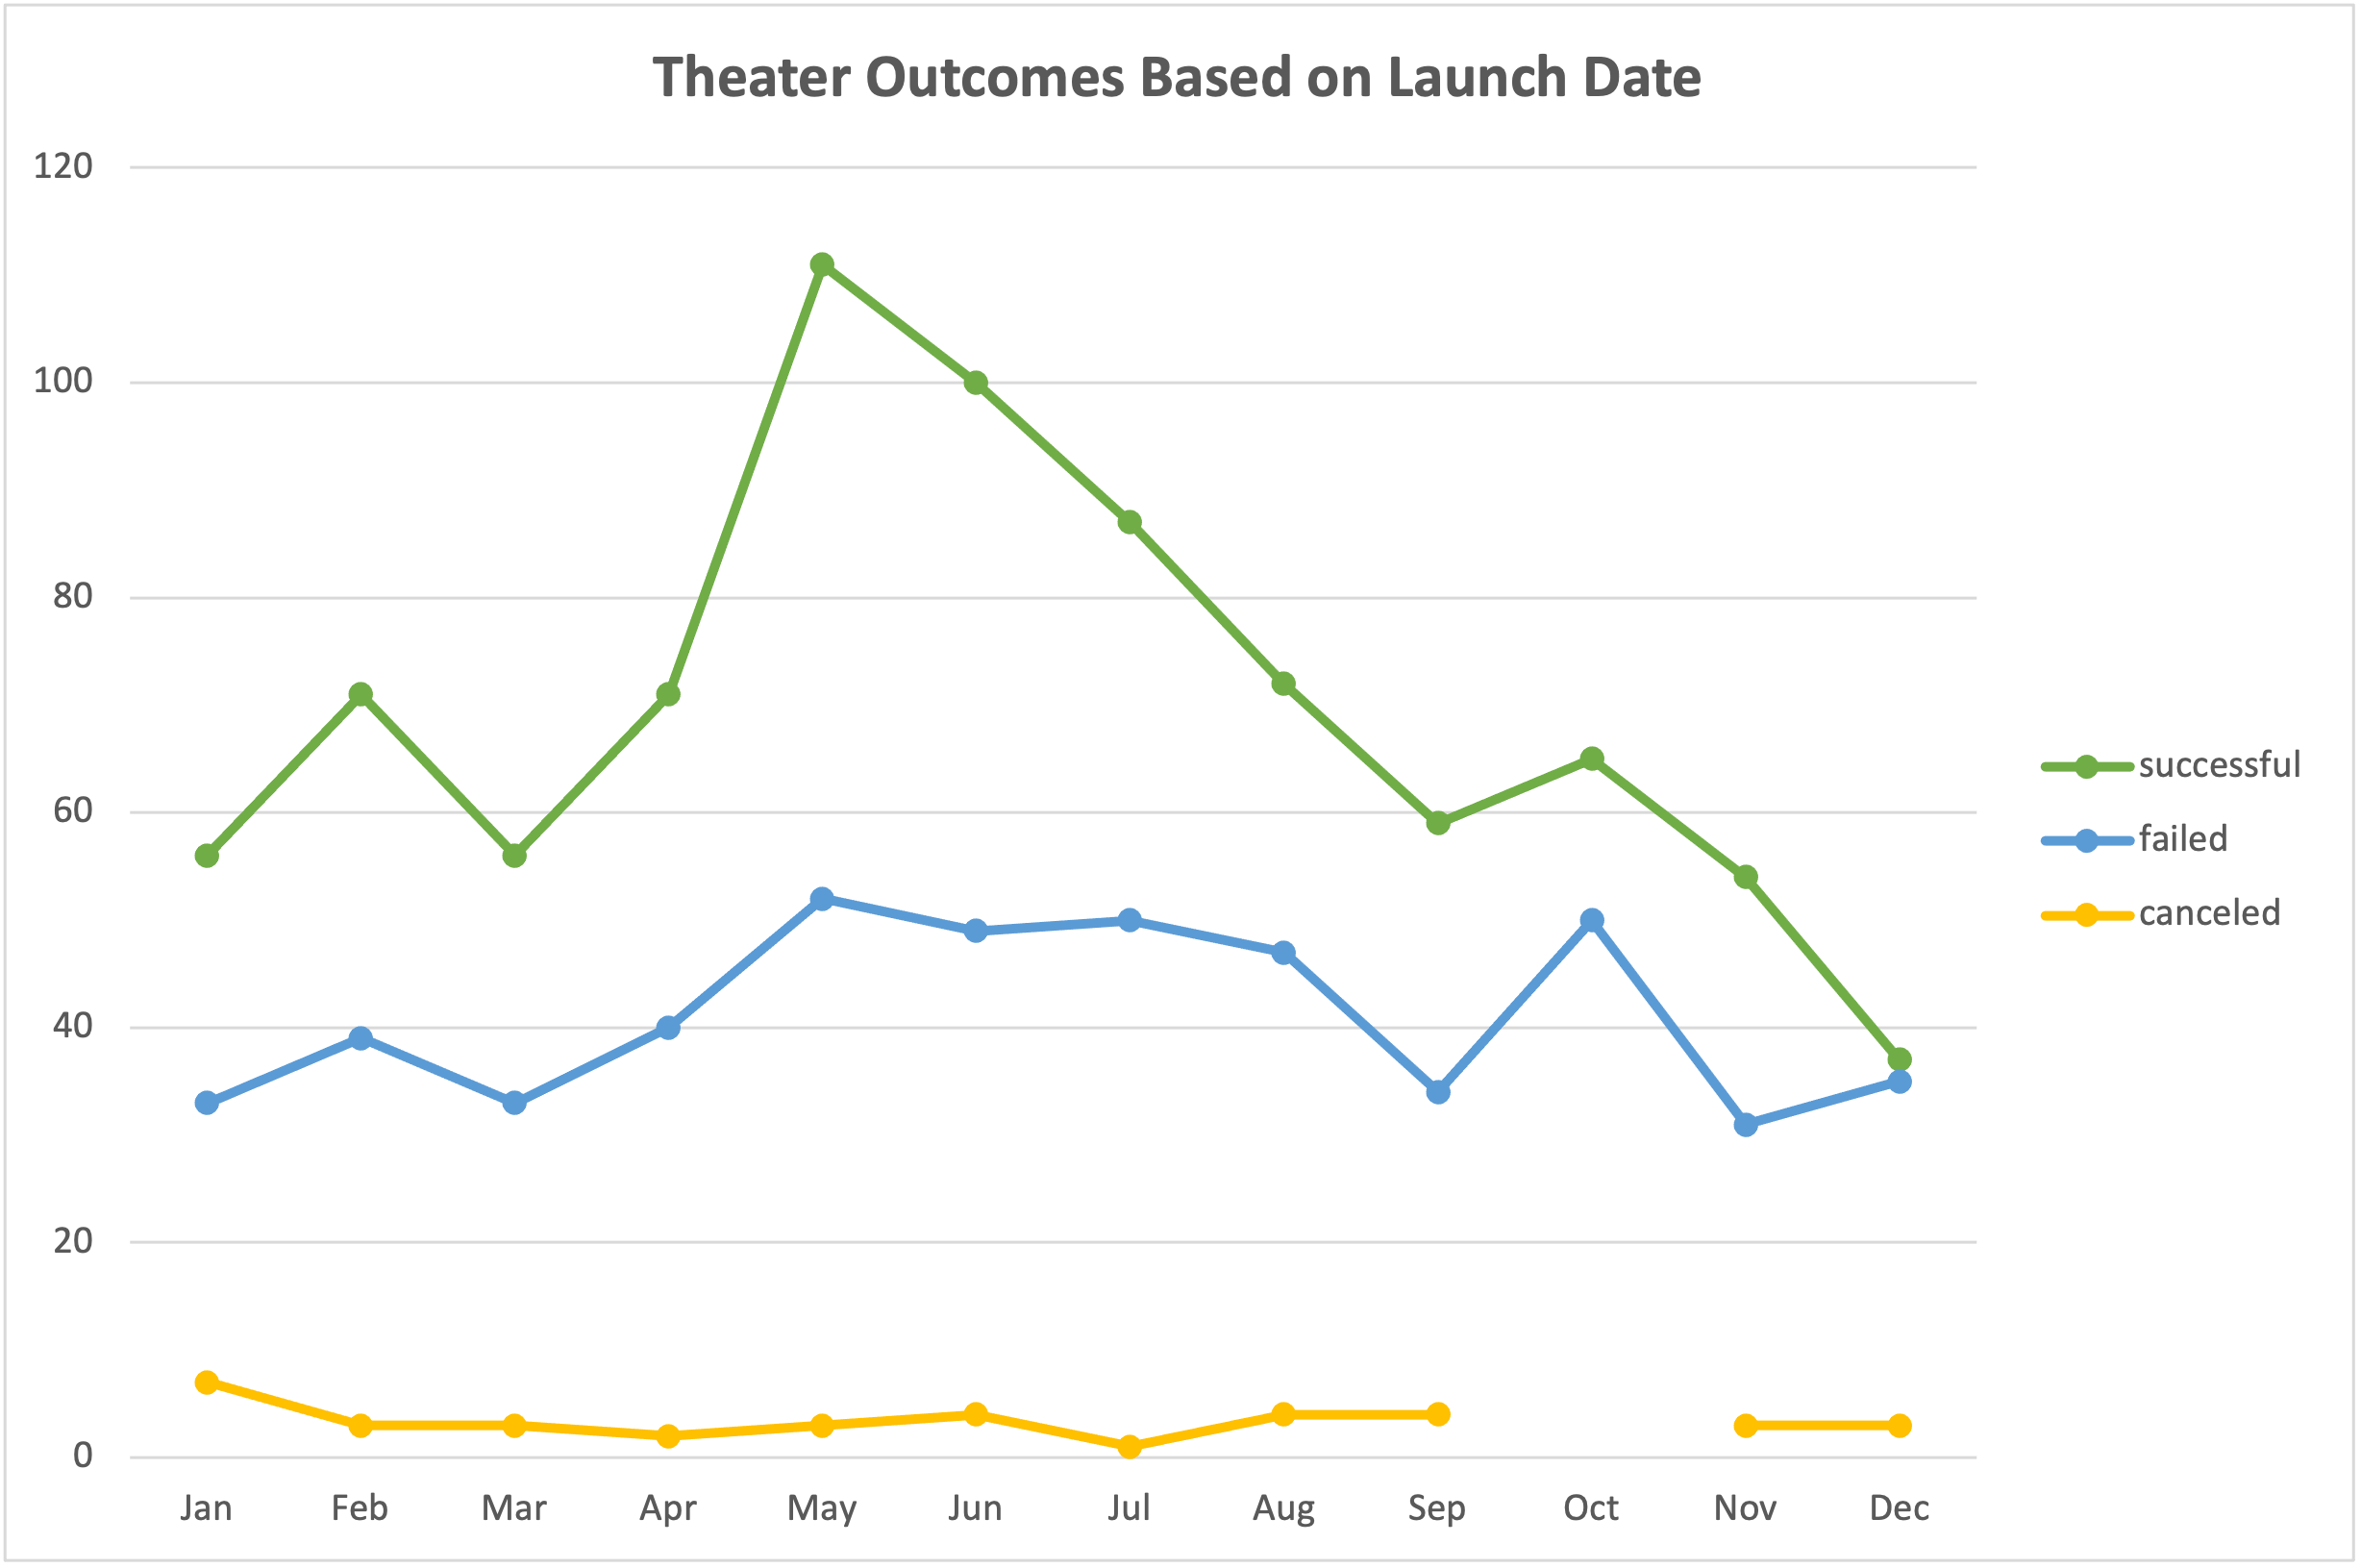 Theater Outcomes Based on Launch Date
120
100
80
60
40
20
0
Jan Feb Mar Apr May Jun Jul Aug Sep Oct Nov Dec
successful
failed
canceled